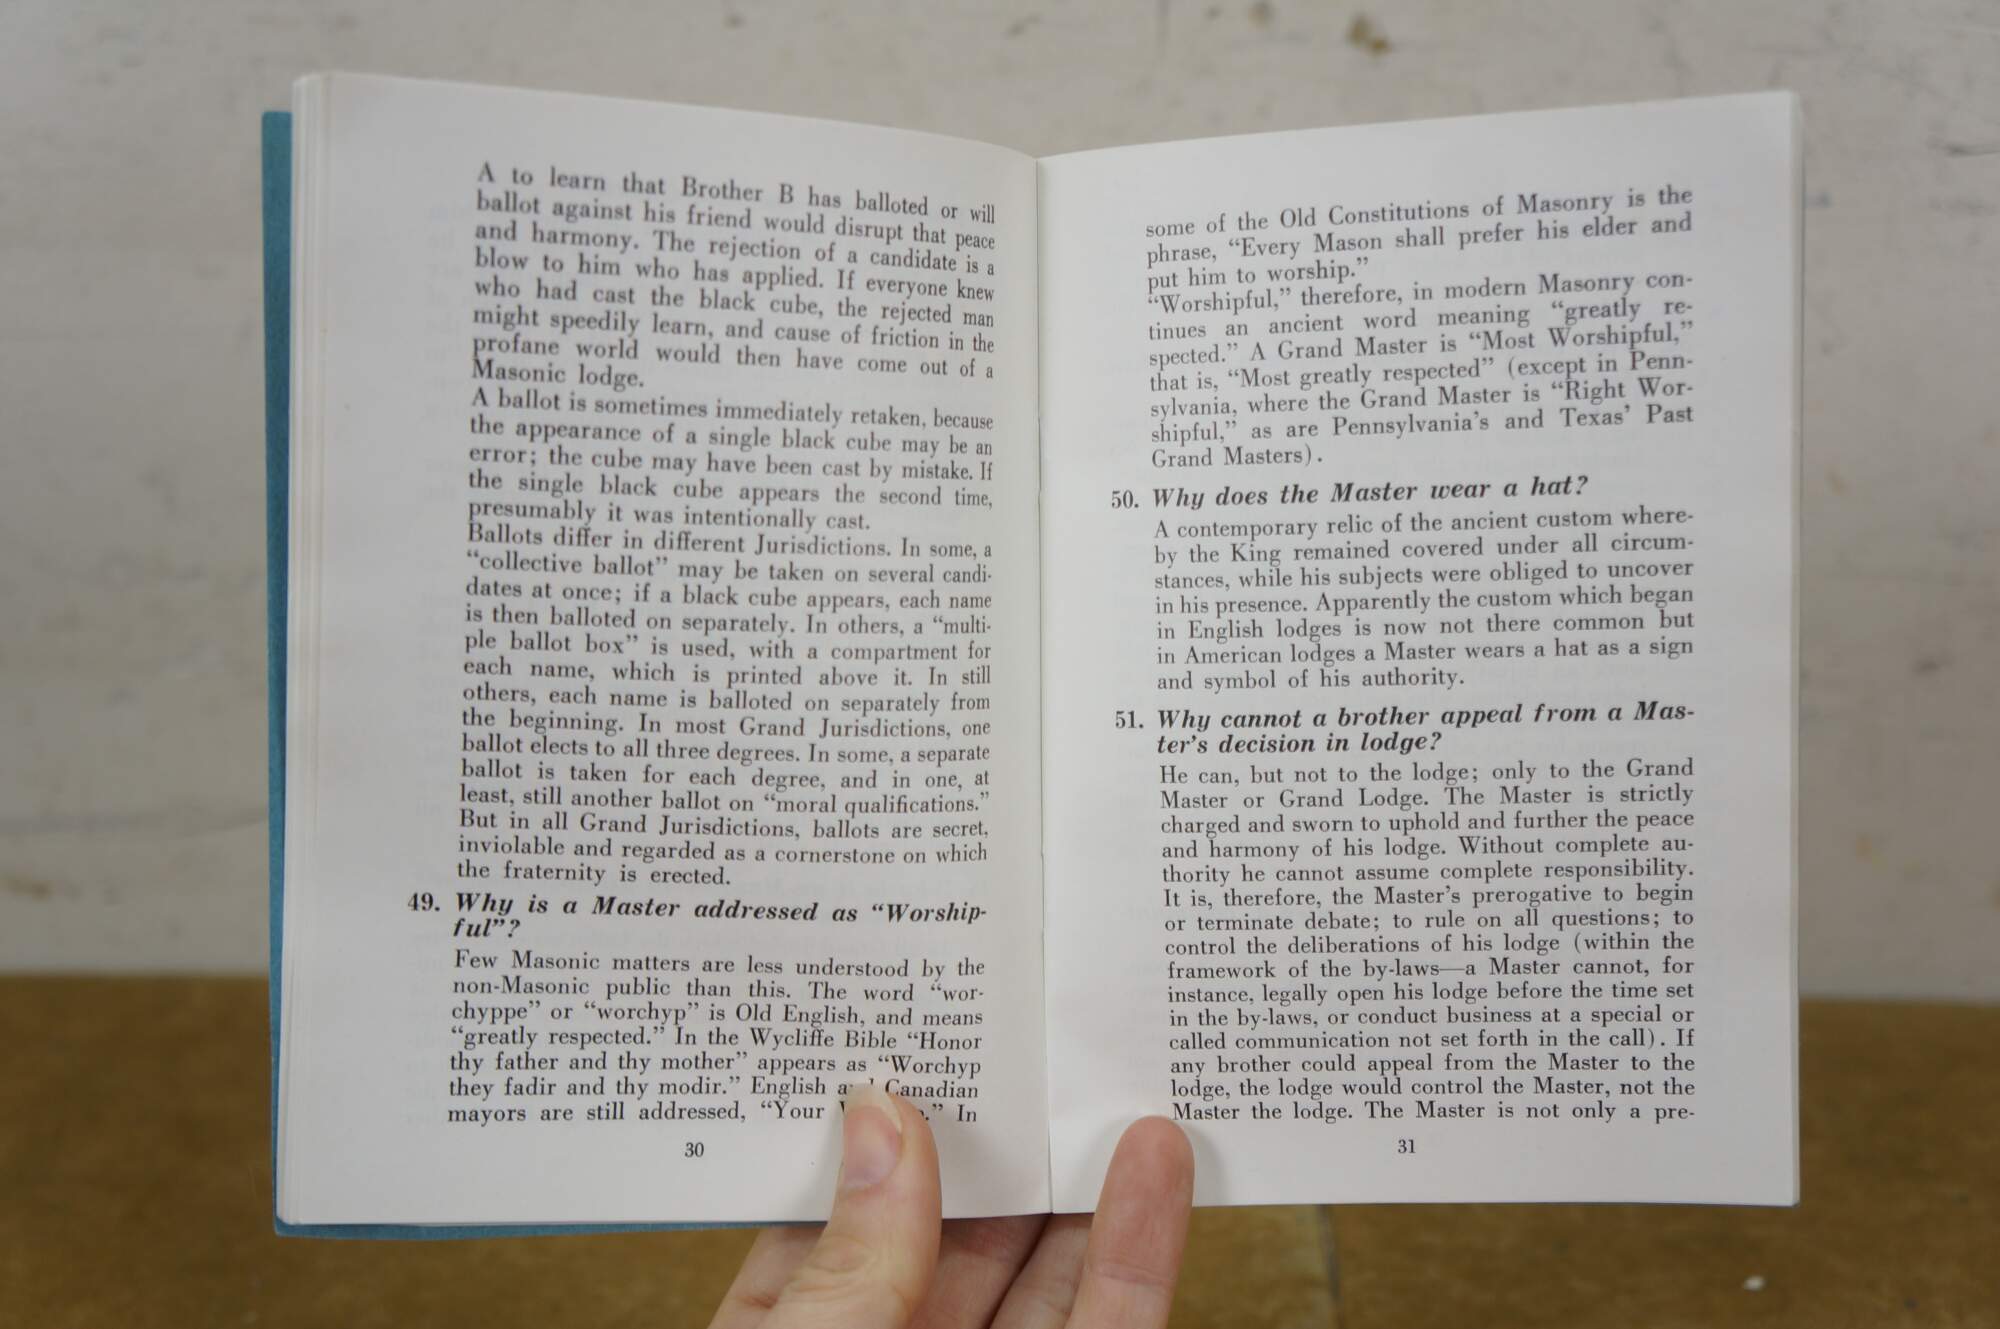 A to learn that Brother B has balloted or will
ballot against his friend would disrupt that peace
and harmony. The rejection of a candidate is a
blow to him who has applied. If everyone knew
who had cast the black cube, the rejected man
might speedily learn, and cause of friction in the
profane world would then have come out of a
Masonic lodge.
A ballot is sometimes immediately retaken, because
the appearance of a single black cube may be an
error; the cube may have been cast by mistake. If
the single black cube appears the second time,
presumably it was intentionally cast.
Ballots differ in different Jurisdictions. In some, a
“collective ballot” may be taken on several candi-
dates at once; if a black cube appears, each name
is then balloted on separately. In others, a “multi-
ple ballot box” is used, with a compartment for
each name, which is printed above it. In still
others, each name is balloted on separately from
the beginning. In most Grand Jurisdictions, one
ballot elects to all three degrees. In some, a separate
ballot is taken for each degree, and in one, at
least, still another ballot on “moral qualifications.”
But in all Grand Jurisdictions, ballots are secret,
inviolable and regarded as a cornerstone on which
the fraternity is erected.
49. Why is a Master addressed as “Worship-
ful”?
Few Masonic matters are less understood by the
non-Masonic public than this. The word “wor-
chyppe” or “worchyp” is Old English, and means
“greatly respected.” In the Wycliffe Bible “Honor
thy father and thy mother” appears as “Worchyp
they fadir and thy modir.” English Canadian
mayors are still addressed, “Your In
30
some of the Old Constitutions of Masonry is the
phrase, “Every Mason shall prefer his elder and
put him to worship.”
“Worshipful,” therefore, in modern Masonry con-
tinues an ancient word meaning “greatly re-
spected.” A Grand Master is “Most Worshipful,”
that is, “Most greatly respected” (except in Penn-
sylvania, where the Grand Master is “Right Wor-
shipful,” as are Pennsylvania’s and Texas’ Past
Grand Masters).
50. Why does the Master wear a hat?
A contemporary relic of the ancient custom where-
by the King remained covered under all circum-
stances, while his subjects were obliged to uncover
in his presence. Apparently the custom which began
in English lodges is now not there common but
in American lodges a Master wears a hat as a sign
and symbol of his authority.
51. Why cannot a brother appeal from a Mas-
ter’s decision in lodge?
He can, but not to the lodge; only to the Grand
Master or Grand Lodge. The Master is strictly
charged and sworn to uphold and further the peace
and harmony of his lodge. Without complete au-
thority he cannot assume complete responsibility.
It is, therefore, the Master’s prerogative to begin
or terminate debate; to rule on all questions; to
control the deliberations of his lodge (within the
framework of the by-laws—a Master cannot, for
instance, legally open his lodge before the time set
in the by-laws, or conduct business at a special or
called communication not set forth in the call). If
any brother could appeal from the Master to the
lodge, the lodge would control the Master, not the
Master the lodge. The Master is not only a pre-
31